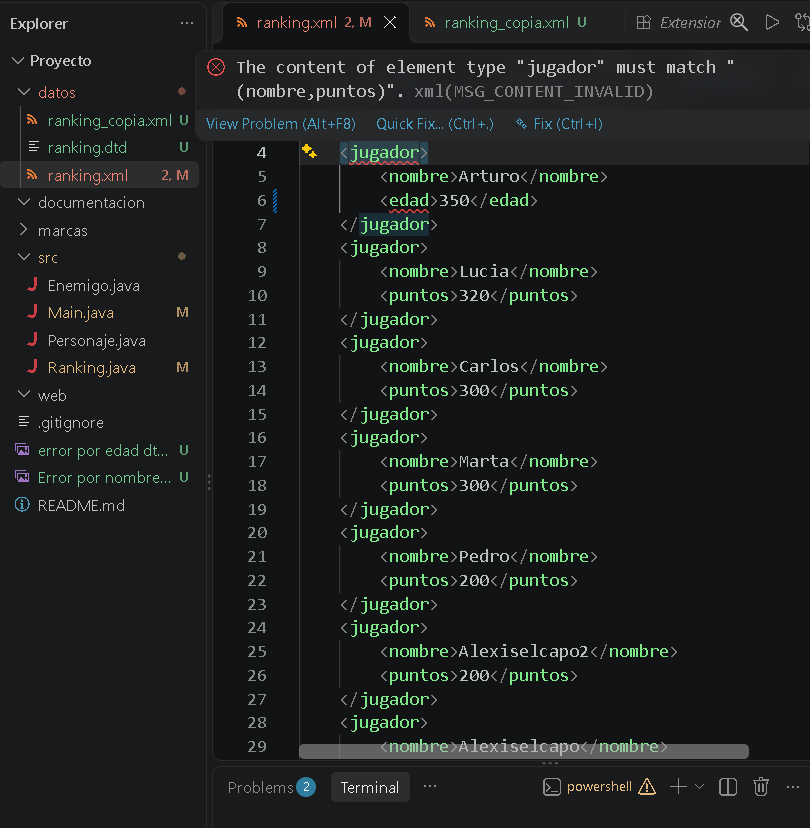 Explorer
Proyecto
datos
ranking_copia.xml U
ranking.dtd U
ranking.xml 2, M
documentacion
marcas
src
Enemigo.java
Main.java M
Personaje.java
Ranking.java M
web
.gitignore
error por edad dt... U
Error por nombre... U
README.md
ranking.xml 2, M
ranking_copia.xml U
Extension
The content of element type "jugador" must match "
(nombre,puntos)". xml(MSG_CONTENT_INVALID)
View Problem (Alt+F8) Quick Fix... (Ctrl+.) Fix (Ctrl+I)
4 <jugador>
5 <nombre>Arturo</nombre>
6 <edad>350</edad>
7 </jugador>
8 <jugador>
9 <nombre>Lucia</nombre>
10 <puntos>320</puntos>
11 </jugador>
12 <jugador>
13 <nombre>Carlos</nombre>
14 <puntos>300</puntos>
15 </jugador>
16 <jugador>
17 <nombre>Marta</nombre>
18 <puntos>300</puntos>
19 </jugador>
20 <jugador>
21 <nombre>Pedro</nombre>
22 <puntos>200</puntos>
23 </jugador>
24 <jugador>
25 <nombre>Alexiselcapo2</nombre>
26 <puntos>200</puntos>
27 </jugador>
28 <jugador>
29 <nombre>Alexiselcapo</nombre>
Problems 2 Terminal ... powershell